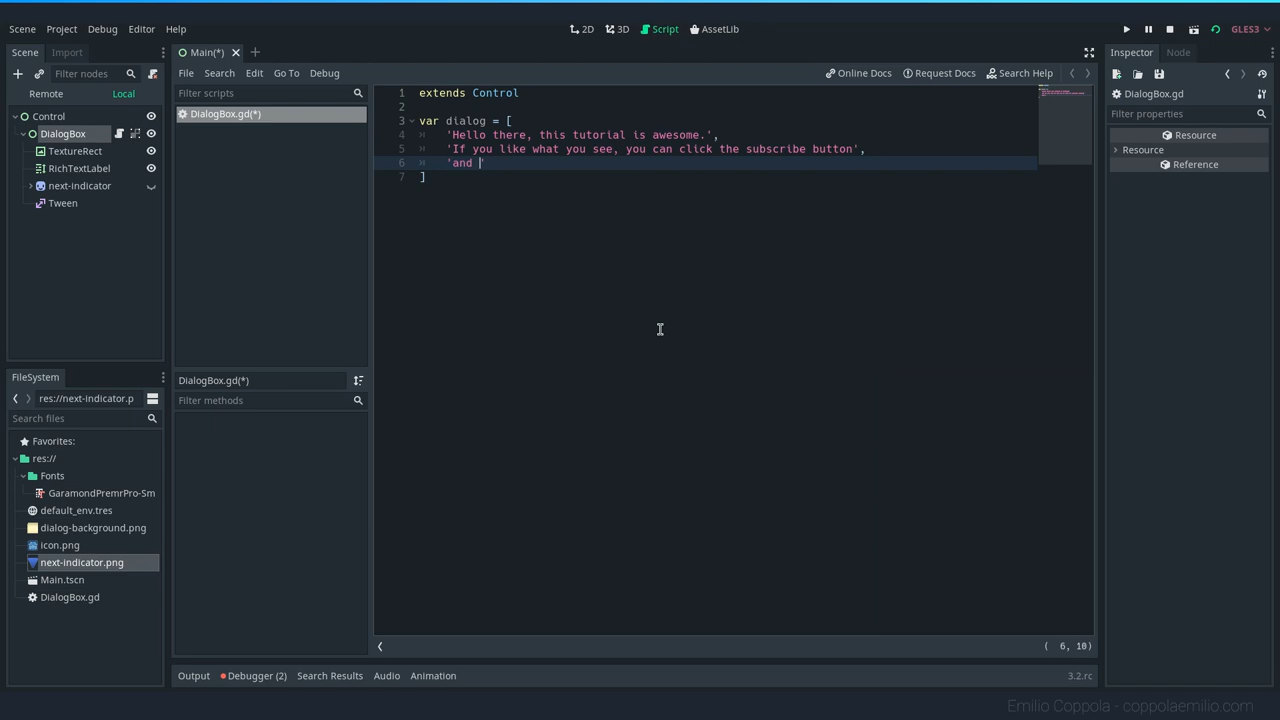 Scene Project Debug Editor Help
2D 3D Script AssetLib
GLES3
Scene Import
Filter nodes
Remote Local
Control
DialogBox
TextureRect
RichTextLabel
next-indicator
Tween
FileSystem
res://next-indicator.p
Search files
Favorites:
res://
Fonts
GaramondPremrPro-Sm
default_env.tres
dialog-background.png
icon.png
next-indicator.png
Main.tscn
DialogBox.gd
Main(*)
File Search Edit Go To Debug
Online Docs Request Docs Search Help
Filter scripts
DialogBox.gd(*)
DialogBox.gd(*)
Filter methods
1 extends Control
2
3 var dialog = [
4 'Hello there, this tutorial is awesome.',
5 'If you like what you see, you can click the subscribe button',
6 'and '
7 ]
( 6, 10)
Output Debugger (2) Search Results Audio Animation
3.2.rc
Inspector Node
DialogBox.gd
Filter properties
Resource
Resource
Reference
Emilio Coppola - coppolaemilio.com